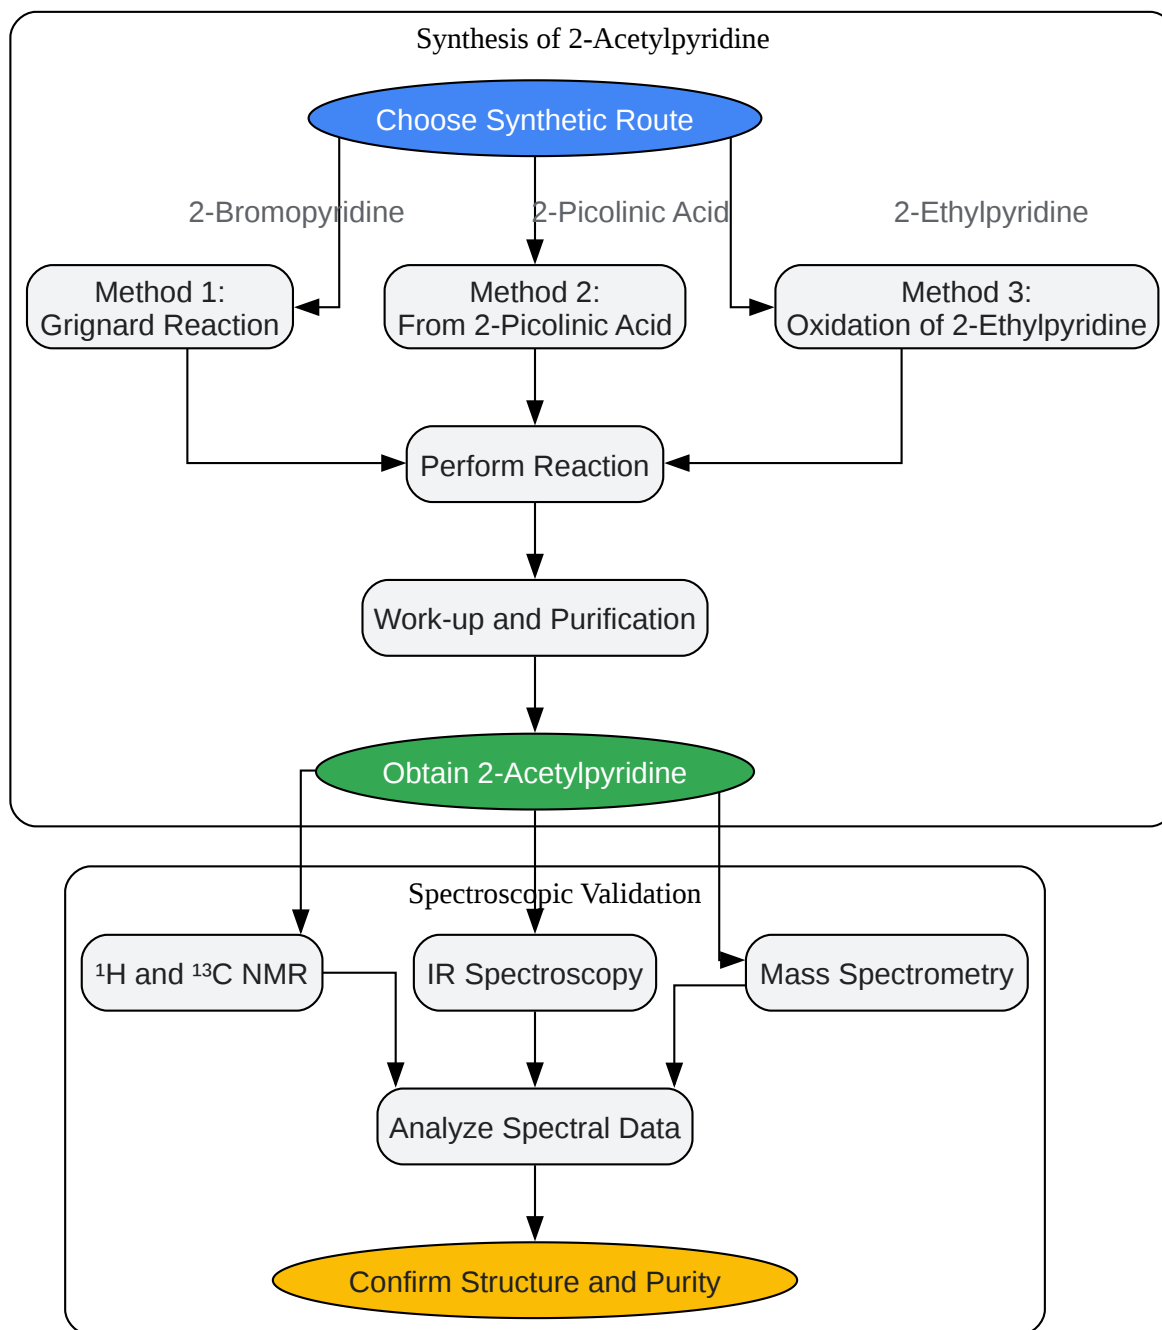 Synthesis of 2-Acetylpyridine
Choose Synthetic Route
2-Bromopyridine
2-Picolinic Acid
2-Ethylpyridine
Method 1:
Grignard Reaction
Method 2:
From 2-Picolinic Acid
Method 3:
Oxidation of 2-Ethylpyridine
Perform Reaction
Work-up and Purification
Obtain 2-Acetylpyridine
Spectroscopic Validation
¹H and ¹³C NMR
IR Spectroscopy
Mass Spectrometry
Analyze Spectral Data
Confirm Structure and Purity